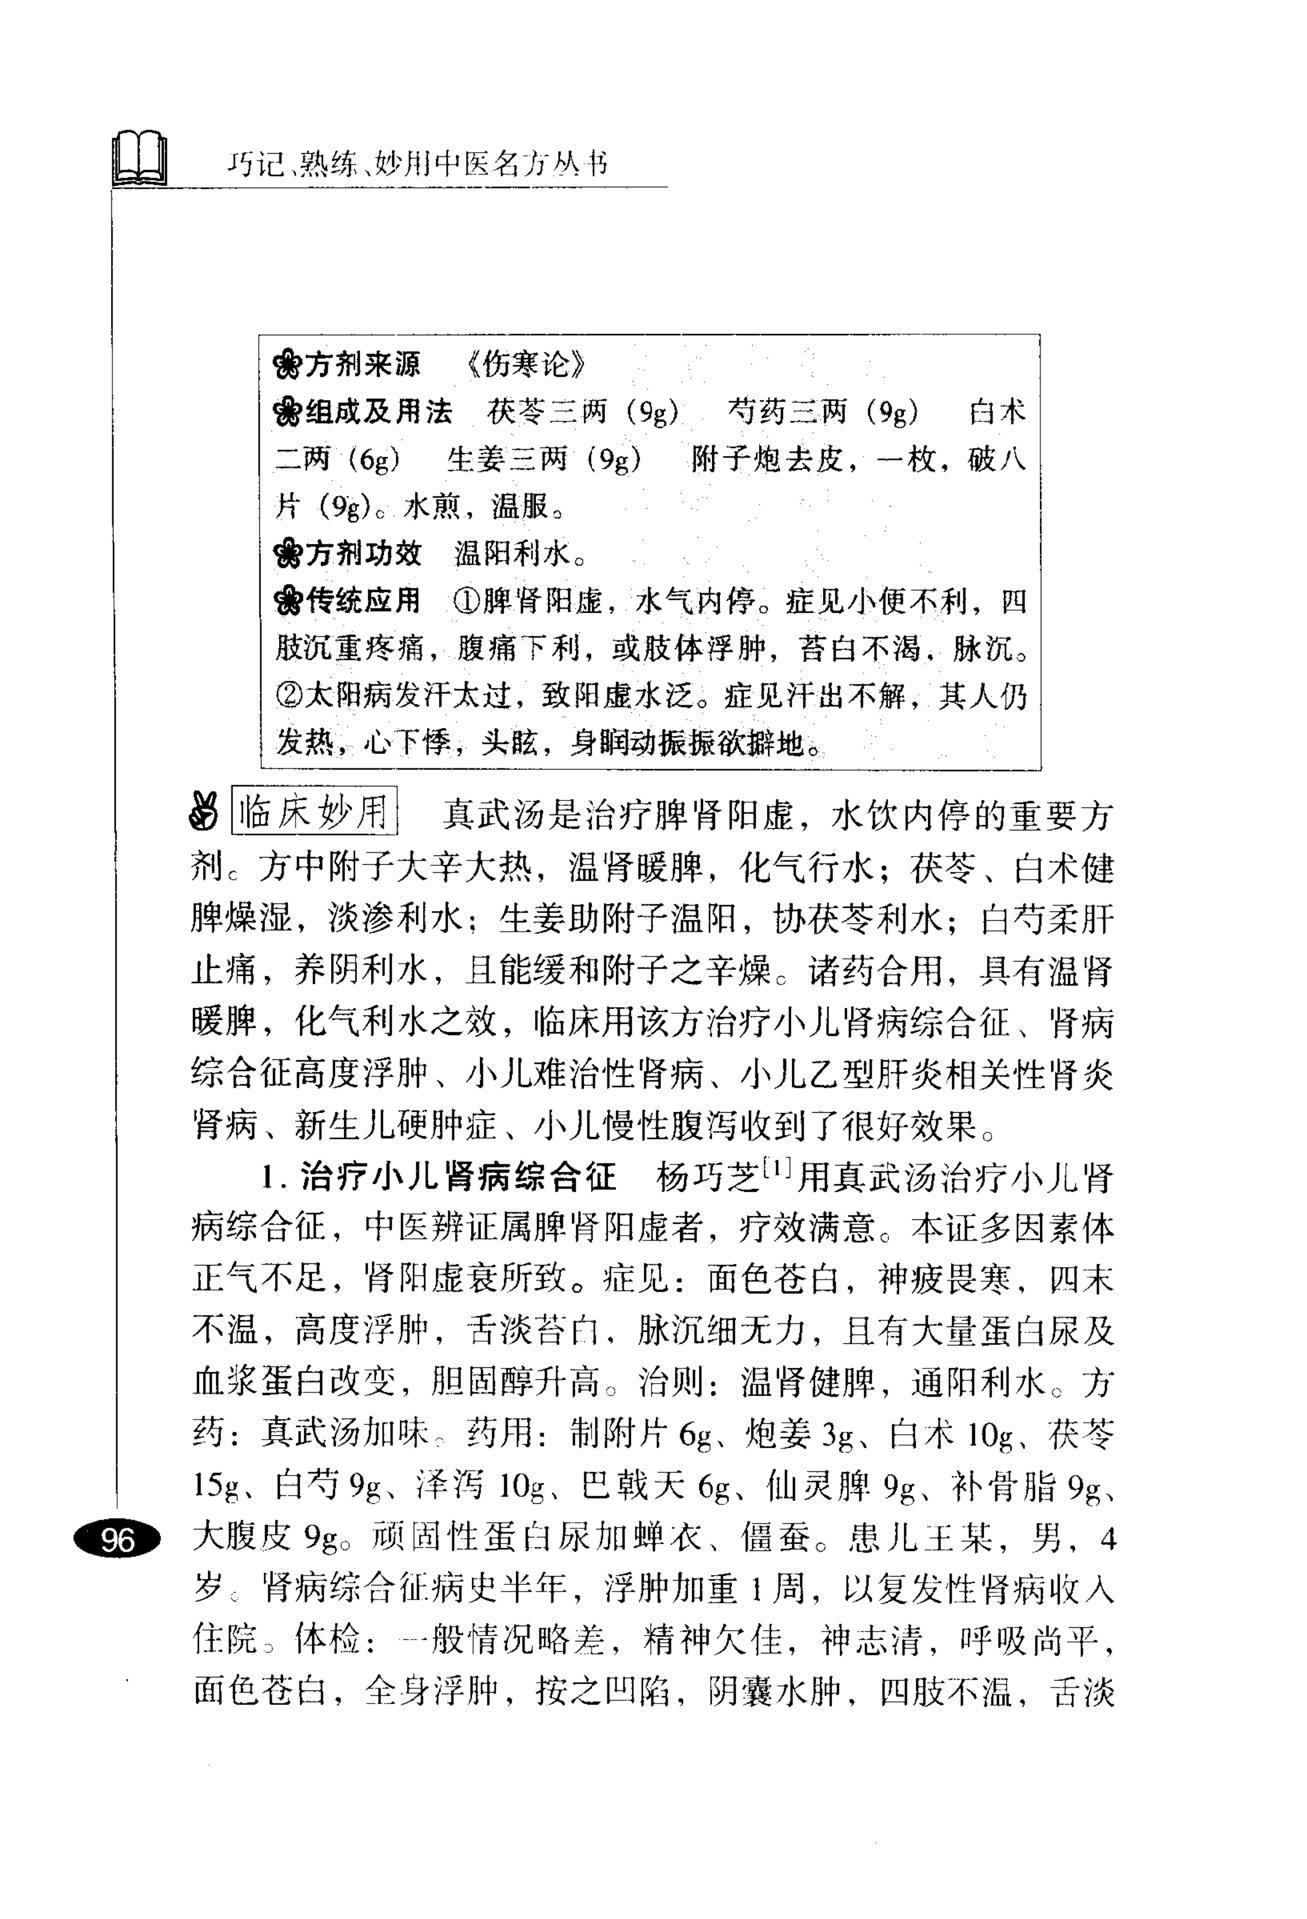 巧记、熟练、妙用中医名方丛书
方剂来源 《伤寒论》
组成及用法 茯苓三两（9g） 芍药三两（9g） 白术
二两（6g） 生姜三两（9g） 附子炮去皮，一枚，破八
片（9g）。水煎，温服。
方剂功效 温阳利水。
传统应用 ①脾肾阳虚，水气内停。症见小便不利，四
肢沉重疼痛，腹痛下利，或肢体浮肿，苔白不渴，脉沉。
②太阳病发汗太过，致阳虚水泛。症见汗出不解，其人仍
发热，心下悸，头眩，身瞤动振振欲擗地。
临床妙用 真武汤是治疗脾肾阳虚，水饮内停的重要方
剂。方中附子大辛大热，温肾暖脾，化气行水；茯苓、白术健
脾燥湿，淡渗利水；生姜助附子温阳，协茯苓利水；白芍柔肝
止痛，养阴利水，且能缓和附子之辛燥。诸药合用，具有温肾
暖脾，化气利水之效，临床用该方治疗小儿肾病综合征、肾病
综合征高度浮肿、小儿难治性肾病、小儿乙型肝炎相关性肾炎
肾病、新生儿硬肿症、小儿慢性腹泻收到了很好效果。
1. 治疗小儿肾病综合征 杨巧芝[1]用真武汤治疗小儿肾
病综合征，中医辨证属脾肾阳虚者，疗效满意。本证多因素体
正气不足，肾阳虚衰所致。症见：面色苍白，神疲畏寒，四末
不温，高度浮肿，舌淡苔白，脉沉细无力，且有大量蛋白尿及
血浆蛋白改变，胆固醇升高。治则：温肾健脾，通阳利水。方
药：真武汤加味。药用：制附片 6g、炮姜 3g、白术 10g、茯苓
15g、白芍 9g、泽泻 10g、巴戟天 6g、仙灵脾 9g、补骨脂 9g、
大腹皮 9g。顽固性蛋白尿加蝉衣、僵蚕。患儿王某，男，4
岁。肾病综合征病史半年，浮肿加重 1 周，以复发性肾病收入
住院。体检：一般情况略差，精神欠佳，神志清，呼吸尚平，
面色苍白，全身浮肿，按之凹陷，阴囊水肿，四肢不温，舌淡
96